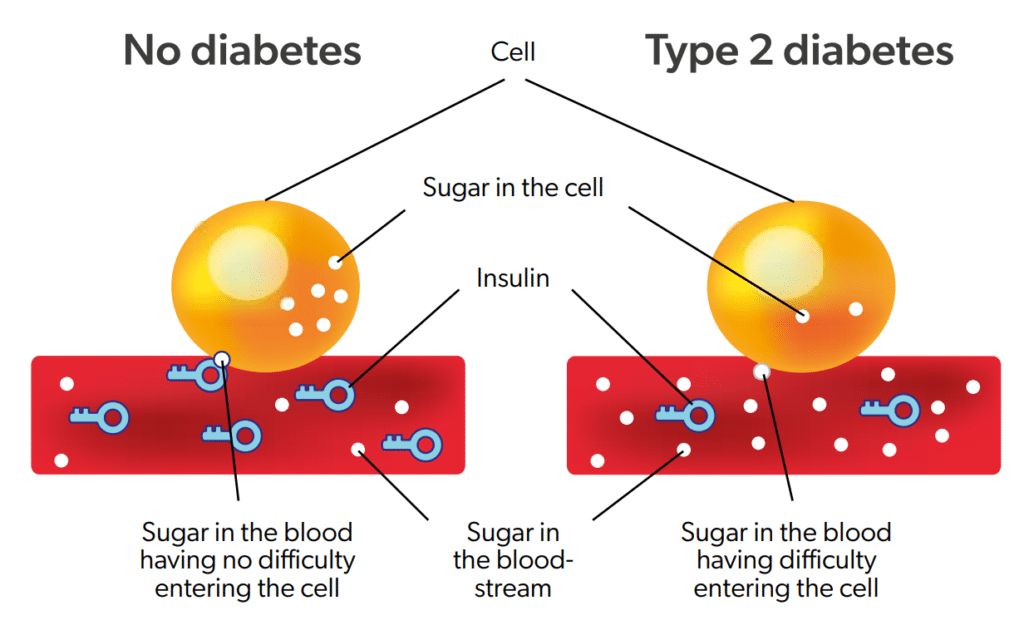 No diabetes
Cell
Type 2 diabetes
Sugar in the cell
Insulin
Sugar in the blood
having no difficulty
entering the cell
Sugar in
the blood-
stream
Sugar in the blood
having difficulty
entering the cell